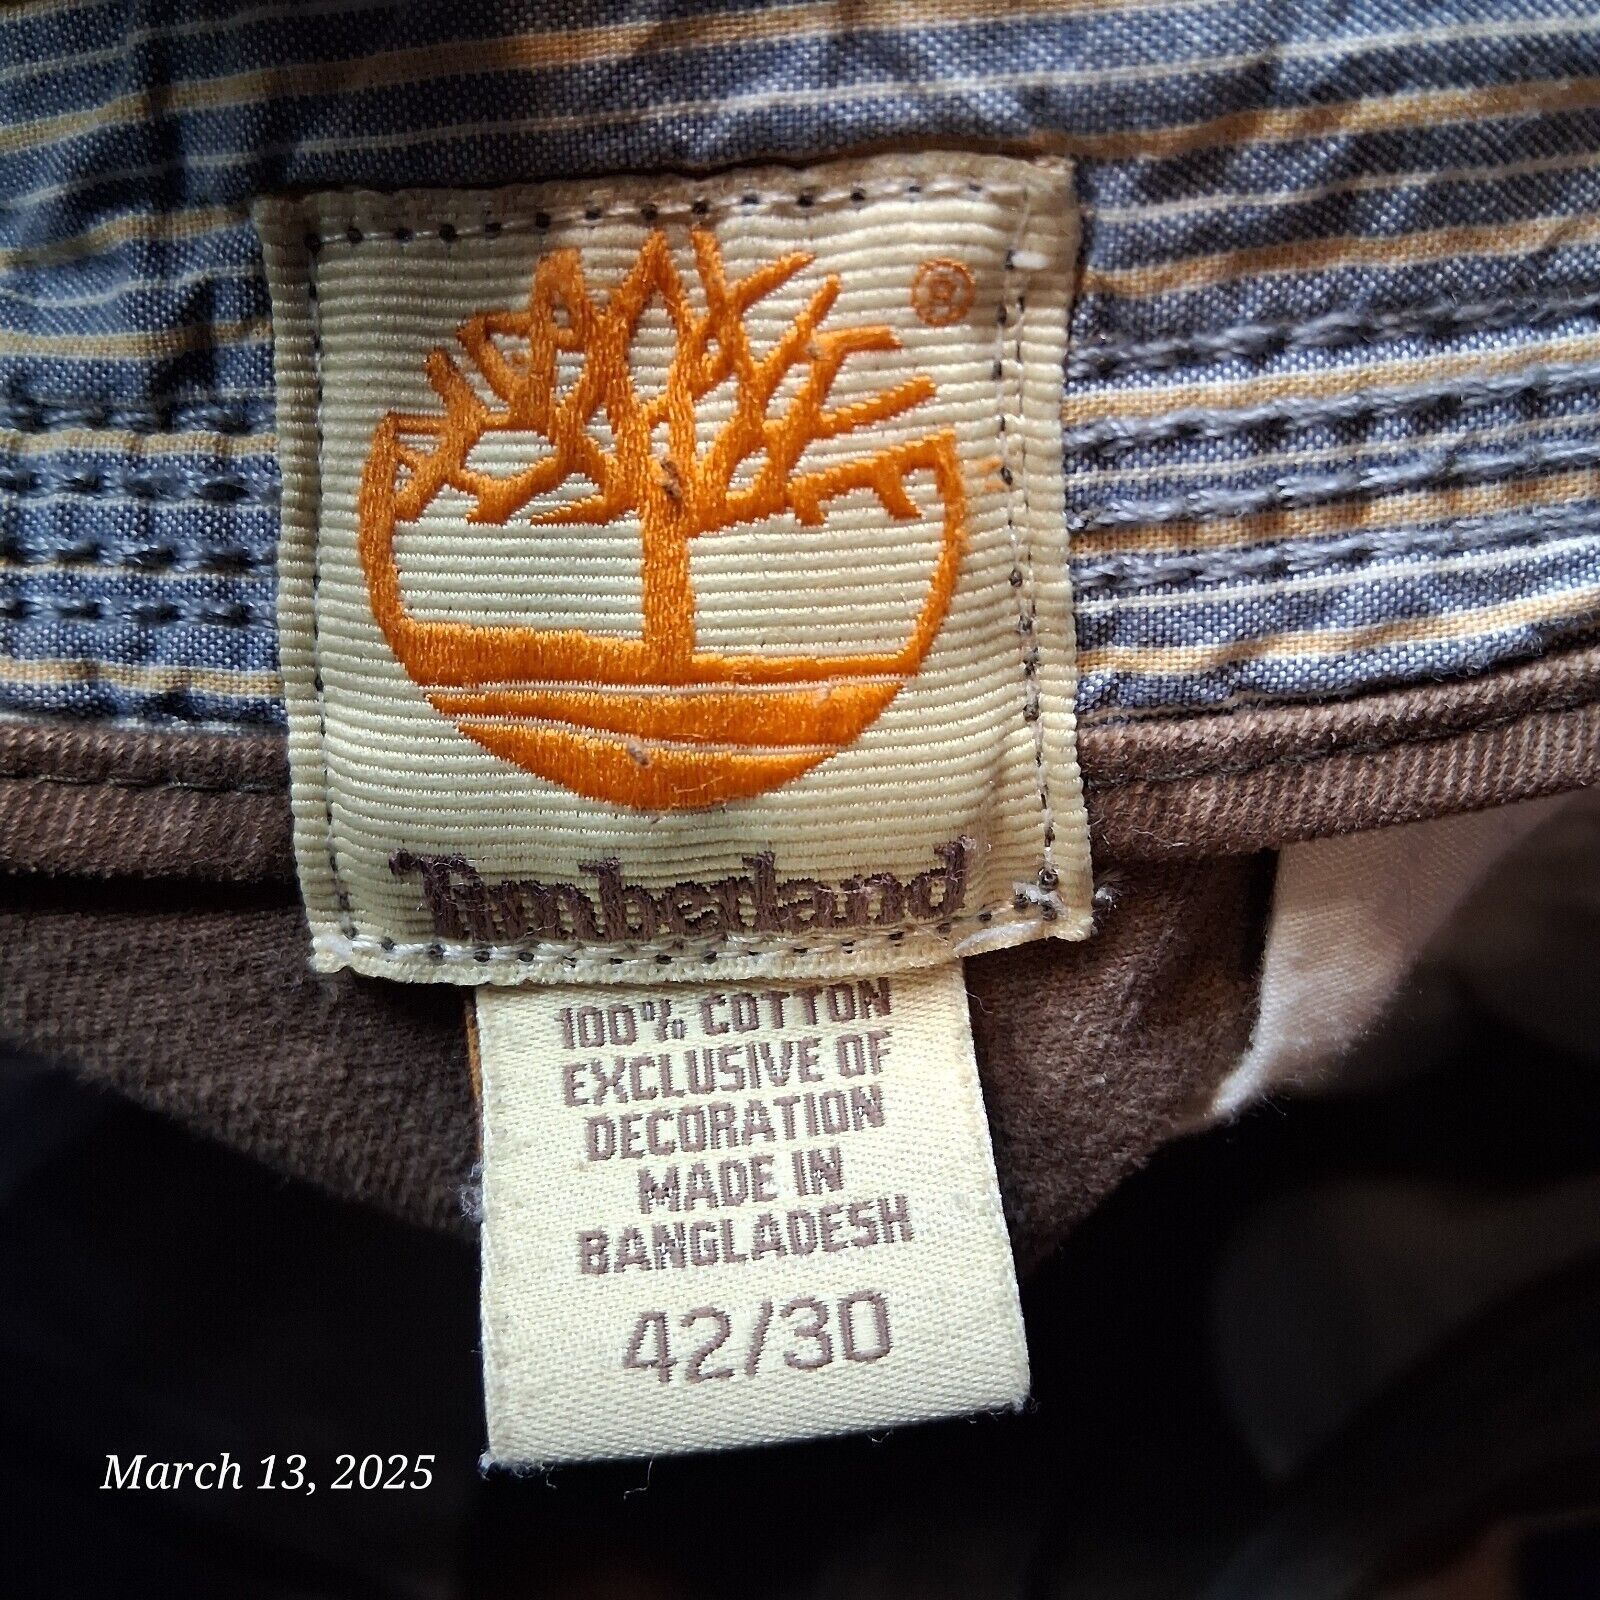 ®
Timberland
100% COTTON
EXCLUSIVE OF
DECORATION
MADE IN
BANGLADESH
42/30
March 13, 2025